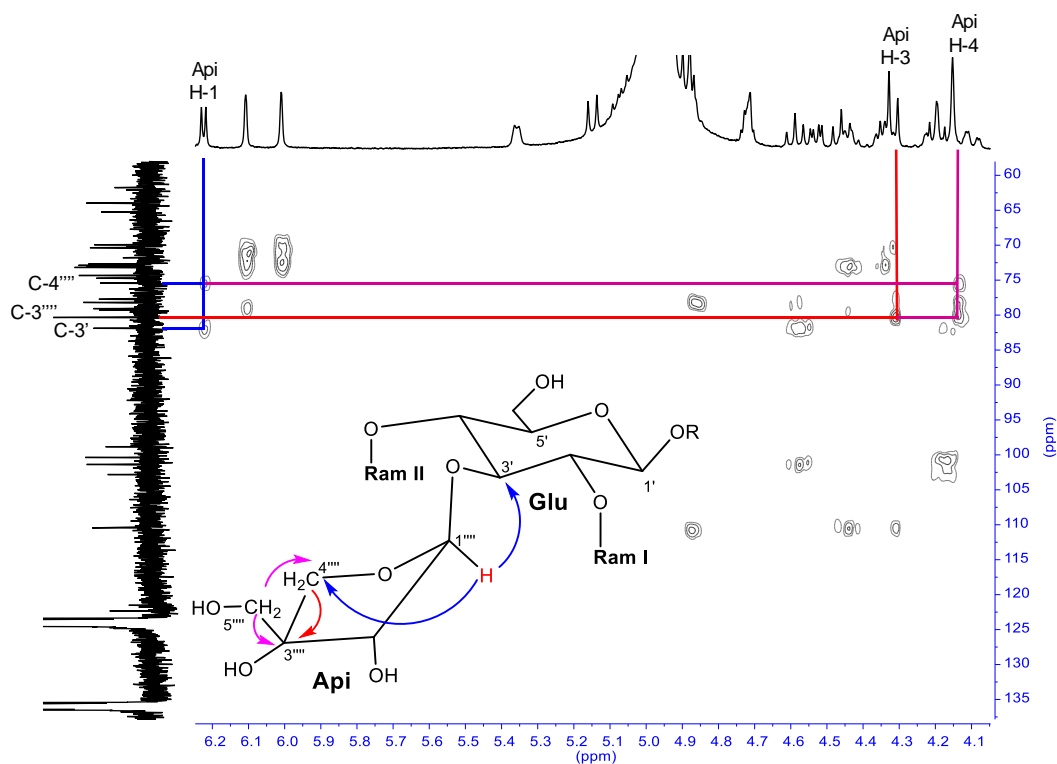 Api
H-1
Api
H-3
Api
H-4
C-4''''
C-3''''
C-3'
60
65
70
75
80
85
90
95
100
105
110
115
120
125
130
135
(ppm)
OH
O
O
5'
OR
Ram II
O
3'
Glu
1'
O
1''''
Ram I
H
4''''
H₂C
O
HO
CH₂
5''''
3''''
HO
OH
Api
6.2 6.1 6.0 5.9 5.8 5.7 5.6 5.5 5.4 5.3 5.2 5.1 5.0 4.9 4.8 4.7 4.6 4.5 4.4 4.3 4.2 4.1
(ppm)